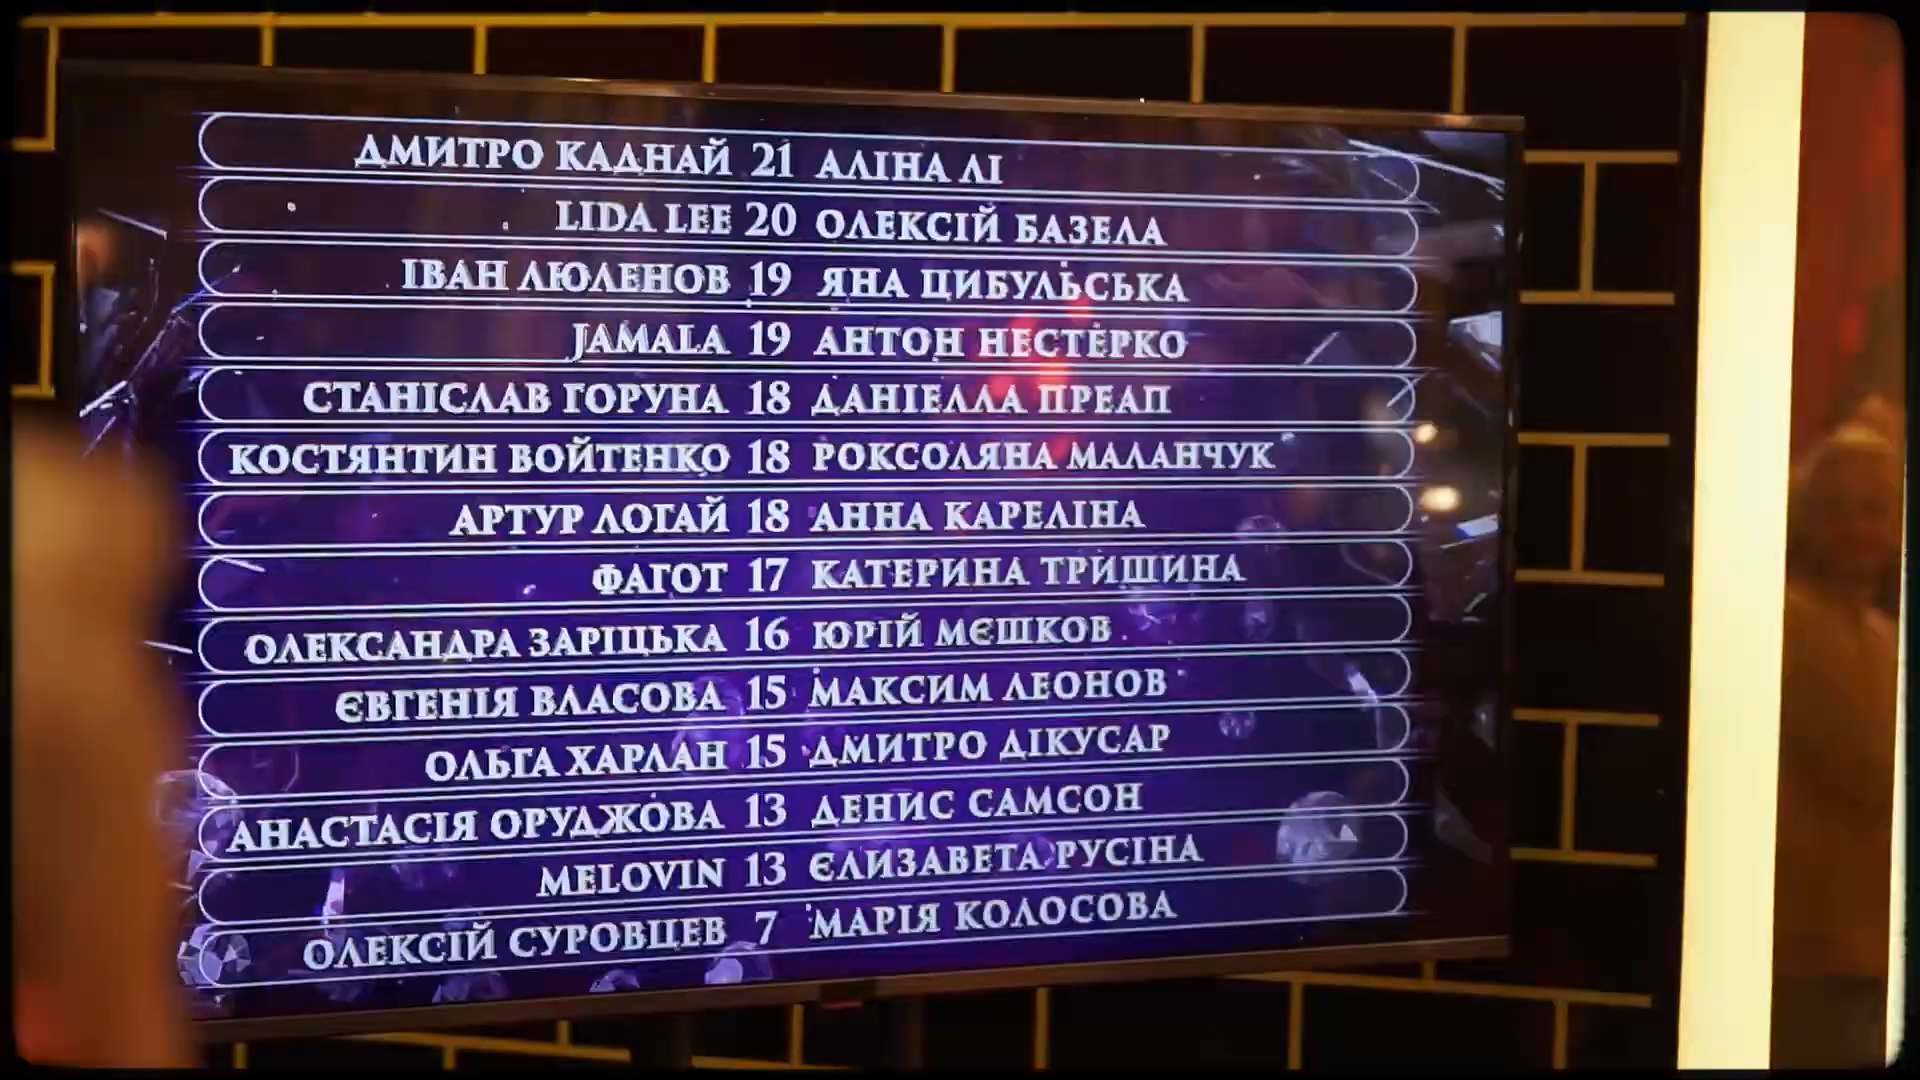 ДМИТРО КАДНАЙ 21 АЛІНА ЛІ
LIDA LEE 20 ОЛЕКСІЙ БАЗЕЛА
ІВАН ЛЮЛЕНОВ 19 ЯНА ЦИБУЛЬСЬКА
JAMALA 19 АНТОН НЕСТЕРКО
СТАНІСЛАВ ГОРУНА 18 ДАНІЕЛЛА ПРЕАП
КОСТЯНТИН ВОЙТЕНКО 18 РОКСОЛЯНА МАЛАНЧУК
АРТУР ЛОГАЙ 18 АННА КАРЕЛІНА
ФАГОТ 17 КАТЕРИНА ТРИШИНА
ОЛЕКСАНДРА ЗАРІЦЬКА 16 ЮРІЙ МЄШКОВ
ЄВГЕНІЯ ВЛАСОВА 15 МАКСИМ ЛЕОНОВ
ОЛЬГА ХАРЛАН 15 ДМИТРО ДІКУСАР
АНАСТАСІЯ ОРУДЖОВА 13 ДЕНИС САМСОН
MELOVIN 13 ЄЛИЗАВЕТА РУСІНА
ОЛЕКСІЙ СУРОВЦЕВ 7 МАРІЯ КОЛОСОВА